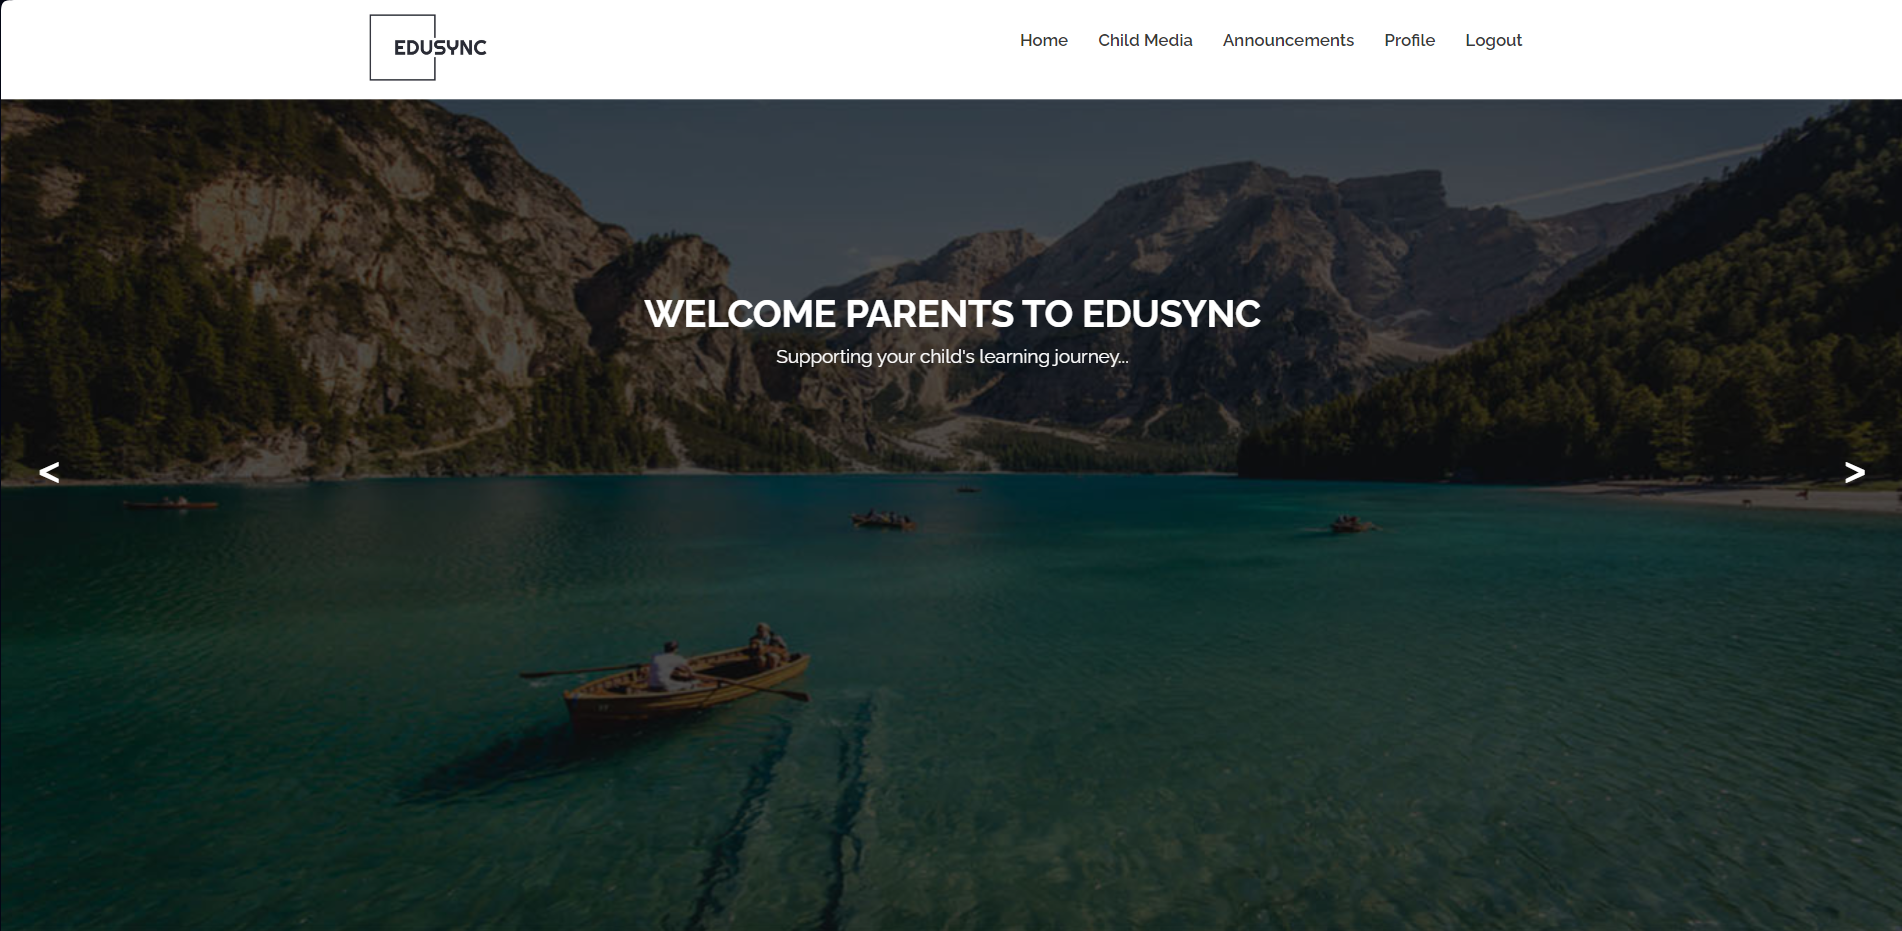 EDUSYNC
Home Child Media Announcements Profile Logout
WELCOME PARENTS TO EDUSYNC
Supporting your child's learning journey...
< >